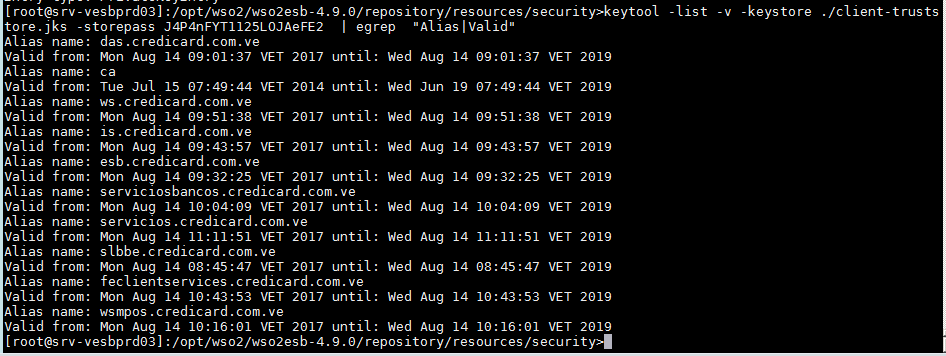 [root@srv-vesbprd03]:/opt/wso2/wso2esb-4.9.0/repository/resources/security>keytool -list -v -keystore ./client-trusts
tore.jks -storepass J4P4nFYT1125LOJAeFE2  | egrep  "Alias|Valid"
Alias name: das.credicard.com.ve
Valid from: Mon Aug 14 09:01:37 VET 2017 until: Wed Aug 14 09:01:37 VET 2019
Alias name: ca
Valid from: Tue Jul 15 07:49:44 VET 2014 until: Wed Jun 19 07:49:44 VET 2019
Alias name: ws.credicard.com.ve
Valid from: Mon Aug 14 09:51:38 VET 2017 until: Wed Aug 14 09:51:38 VET 2019
Alias name: is.credicard.com.ve
Valid from: Mon Aug 14 09:43:57 VET 2017 until: Wed Aug 14 09:43:57 VET 2019
Alias name: esb.credicard.com.ve
Valid from: Mon Aug 14 09:32:25 VET 2017 until: Wed Aug 14 09:32:25 VET 2019
Alias name: serviciosbancos.credicard.com.ve
Valid from: Mon Aug 14 10:04:09 VET 2017 until: Wed Aug 14 10:04:09 VET 2019
Alias name: servicios.credicard.com.ve
Valid from: Mon Aug 14 11:11:51 VET 2017 until: Wed Aug 14 11:11:51 VET 2019
Alias name: slbbe.credicard.com.ve
Valid from: Mon Aug 14 08:45:47 VET 2017 until: Wed Aug 14 08:45:47 VET 2019
Alias name: feclientservices.credicard.com.ve
Valid from: Mon Aug 14 10:43:53 VET 2017 until: Wed Aug 14 10:43:53 VET 2019
Alias name: wsmpos.credicard.com.ve
Valid from: Mon Aug 14 10:16:01 VET 2017 until: Wed Aug 14 10:16:01 VET 2019
[root@srv-vesbprd03]:/opt/wso2/wso2esb-4.9.0/repository/resources/security>